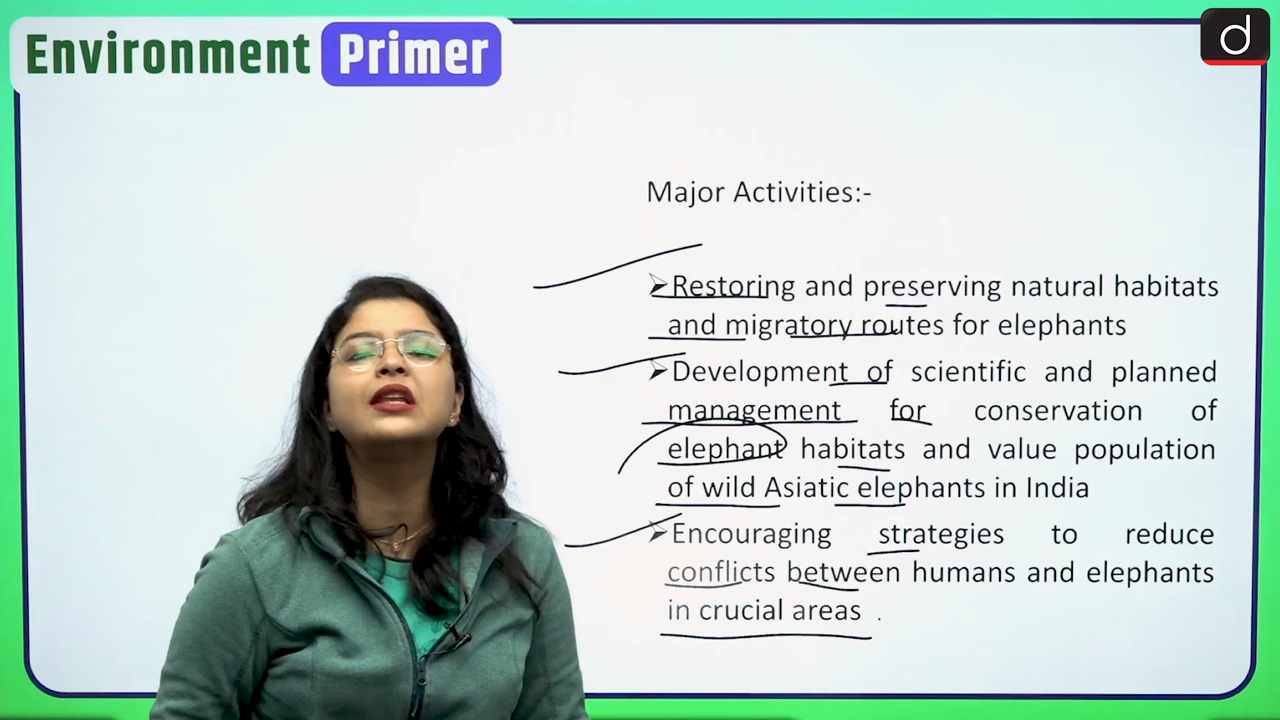 Environment Primer
d
Major Activities:-
➢Restoring and preserving natural habitats
and migratory routes for elephants
➢Development of scientific and planned
management for conservation of
elephant habitats and value population
of wild Asiatic elephants in India
➢Encouraging strategies to reduce
conflicts between humans and elephants
in crucial areas .